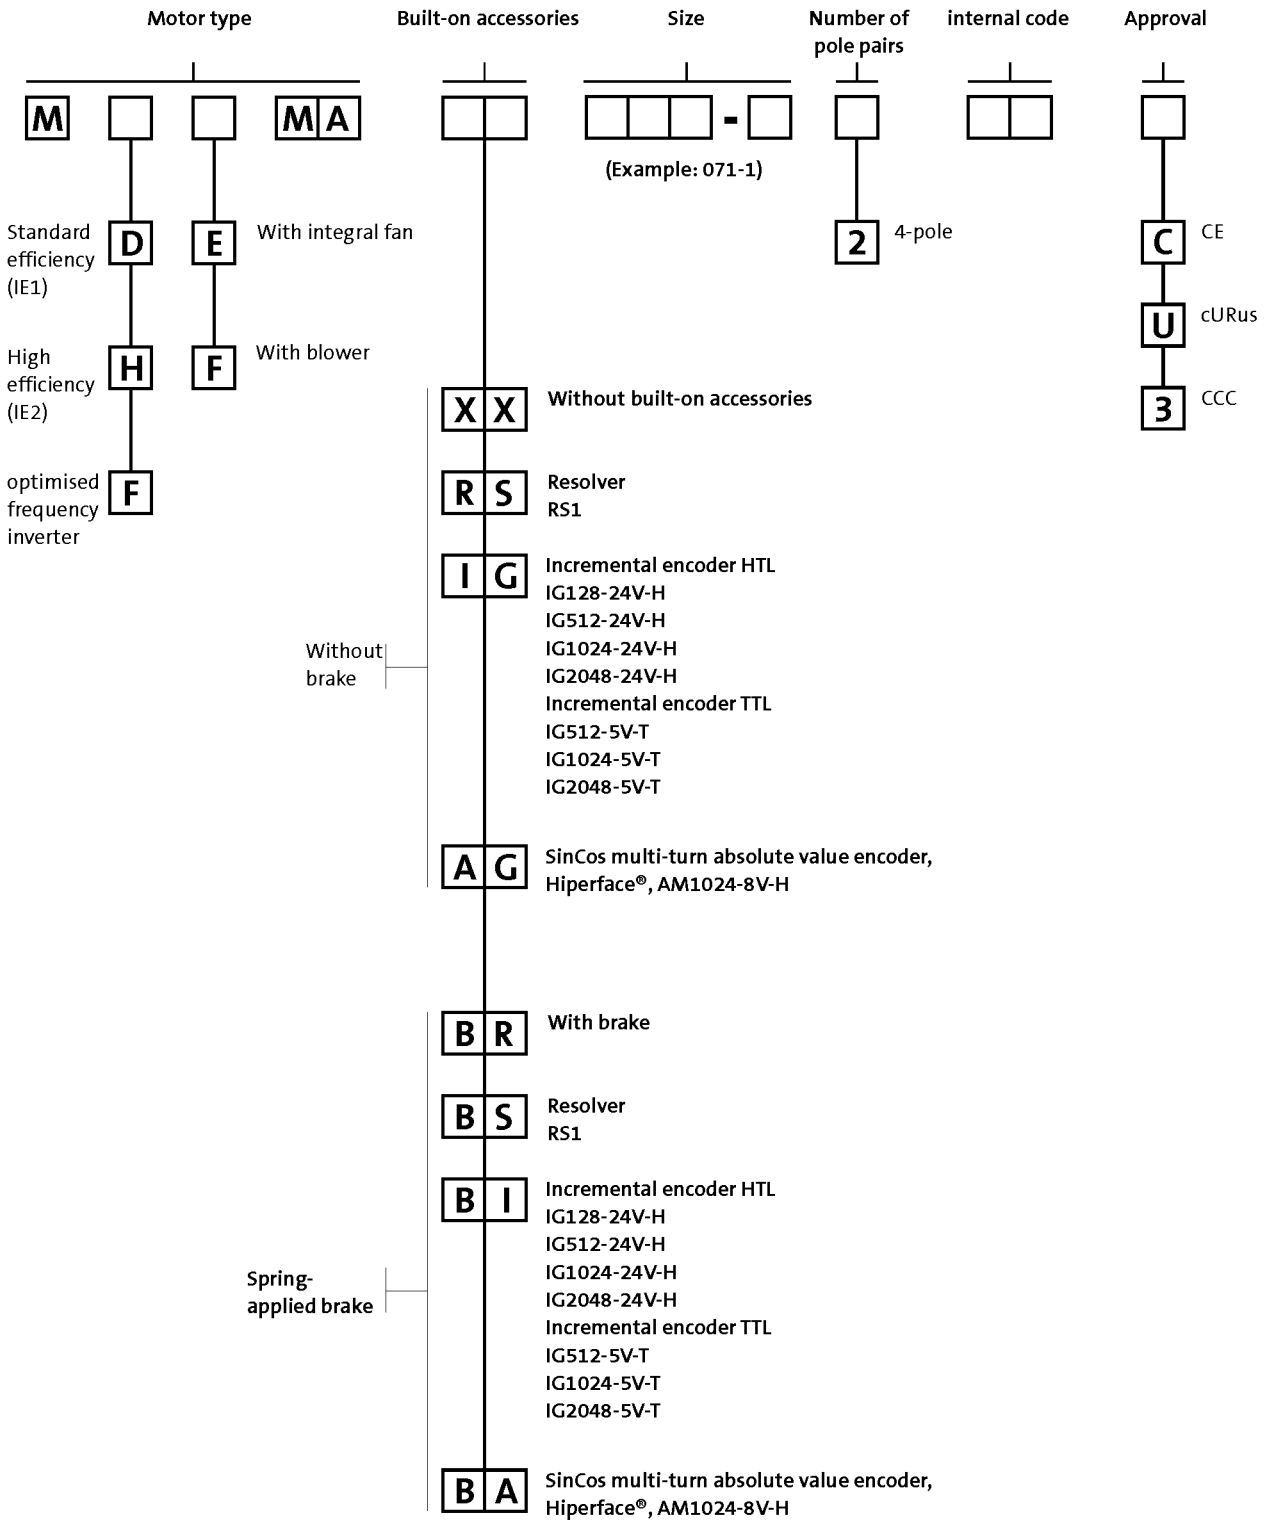 Motor type
Built-on accessories
Size
Number of
pole pairs
internal code
Approval
M
M A
-
(Example: 071-1)
Standard
efficiency
(IE1)
D
E
With integral fan
2
4-pole
C
CE
U
cURus
High
efficiency
(IE2)
H
F
With blower
3
CCC
optimised
frequency
inverter
F
Without
brake
X X
Without built-on accessories
R S
Resolver
RS1
I G
Incremental encoder HTL
IG128-24V-H
IG512-24V-H
IG1024-24V-H
IG2048-24V-H
Incremental encoder TTL
IG512-5V-T
IG1024-5V-T
IG2048-5V-T
A G
SinCos multi-turn absolute value encoder,
Hiperface®, AM1024-8V-H
Spring-
applied brake
B R
With brake
B S
Resolver
RS1
B I
Incremental encoder HTL
IG128-24V-H
IG512-24V-H
IG1024-24V-H
IG2048-24V-H
Incremental encoder TTL
IG512-5V-T
IG1024-5V-T
IG2048-5V-T
B A
SinCos multi-turn absolute value encoder,
Hiperface®, AM1024-8V-H